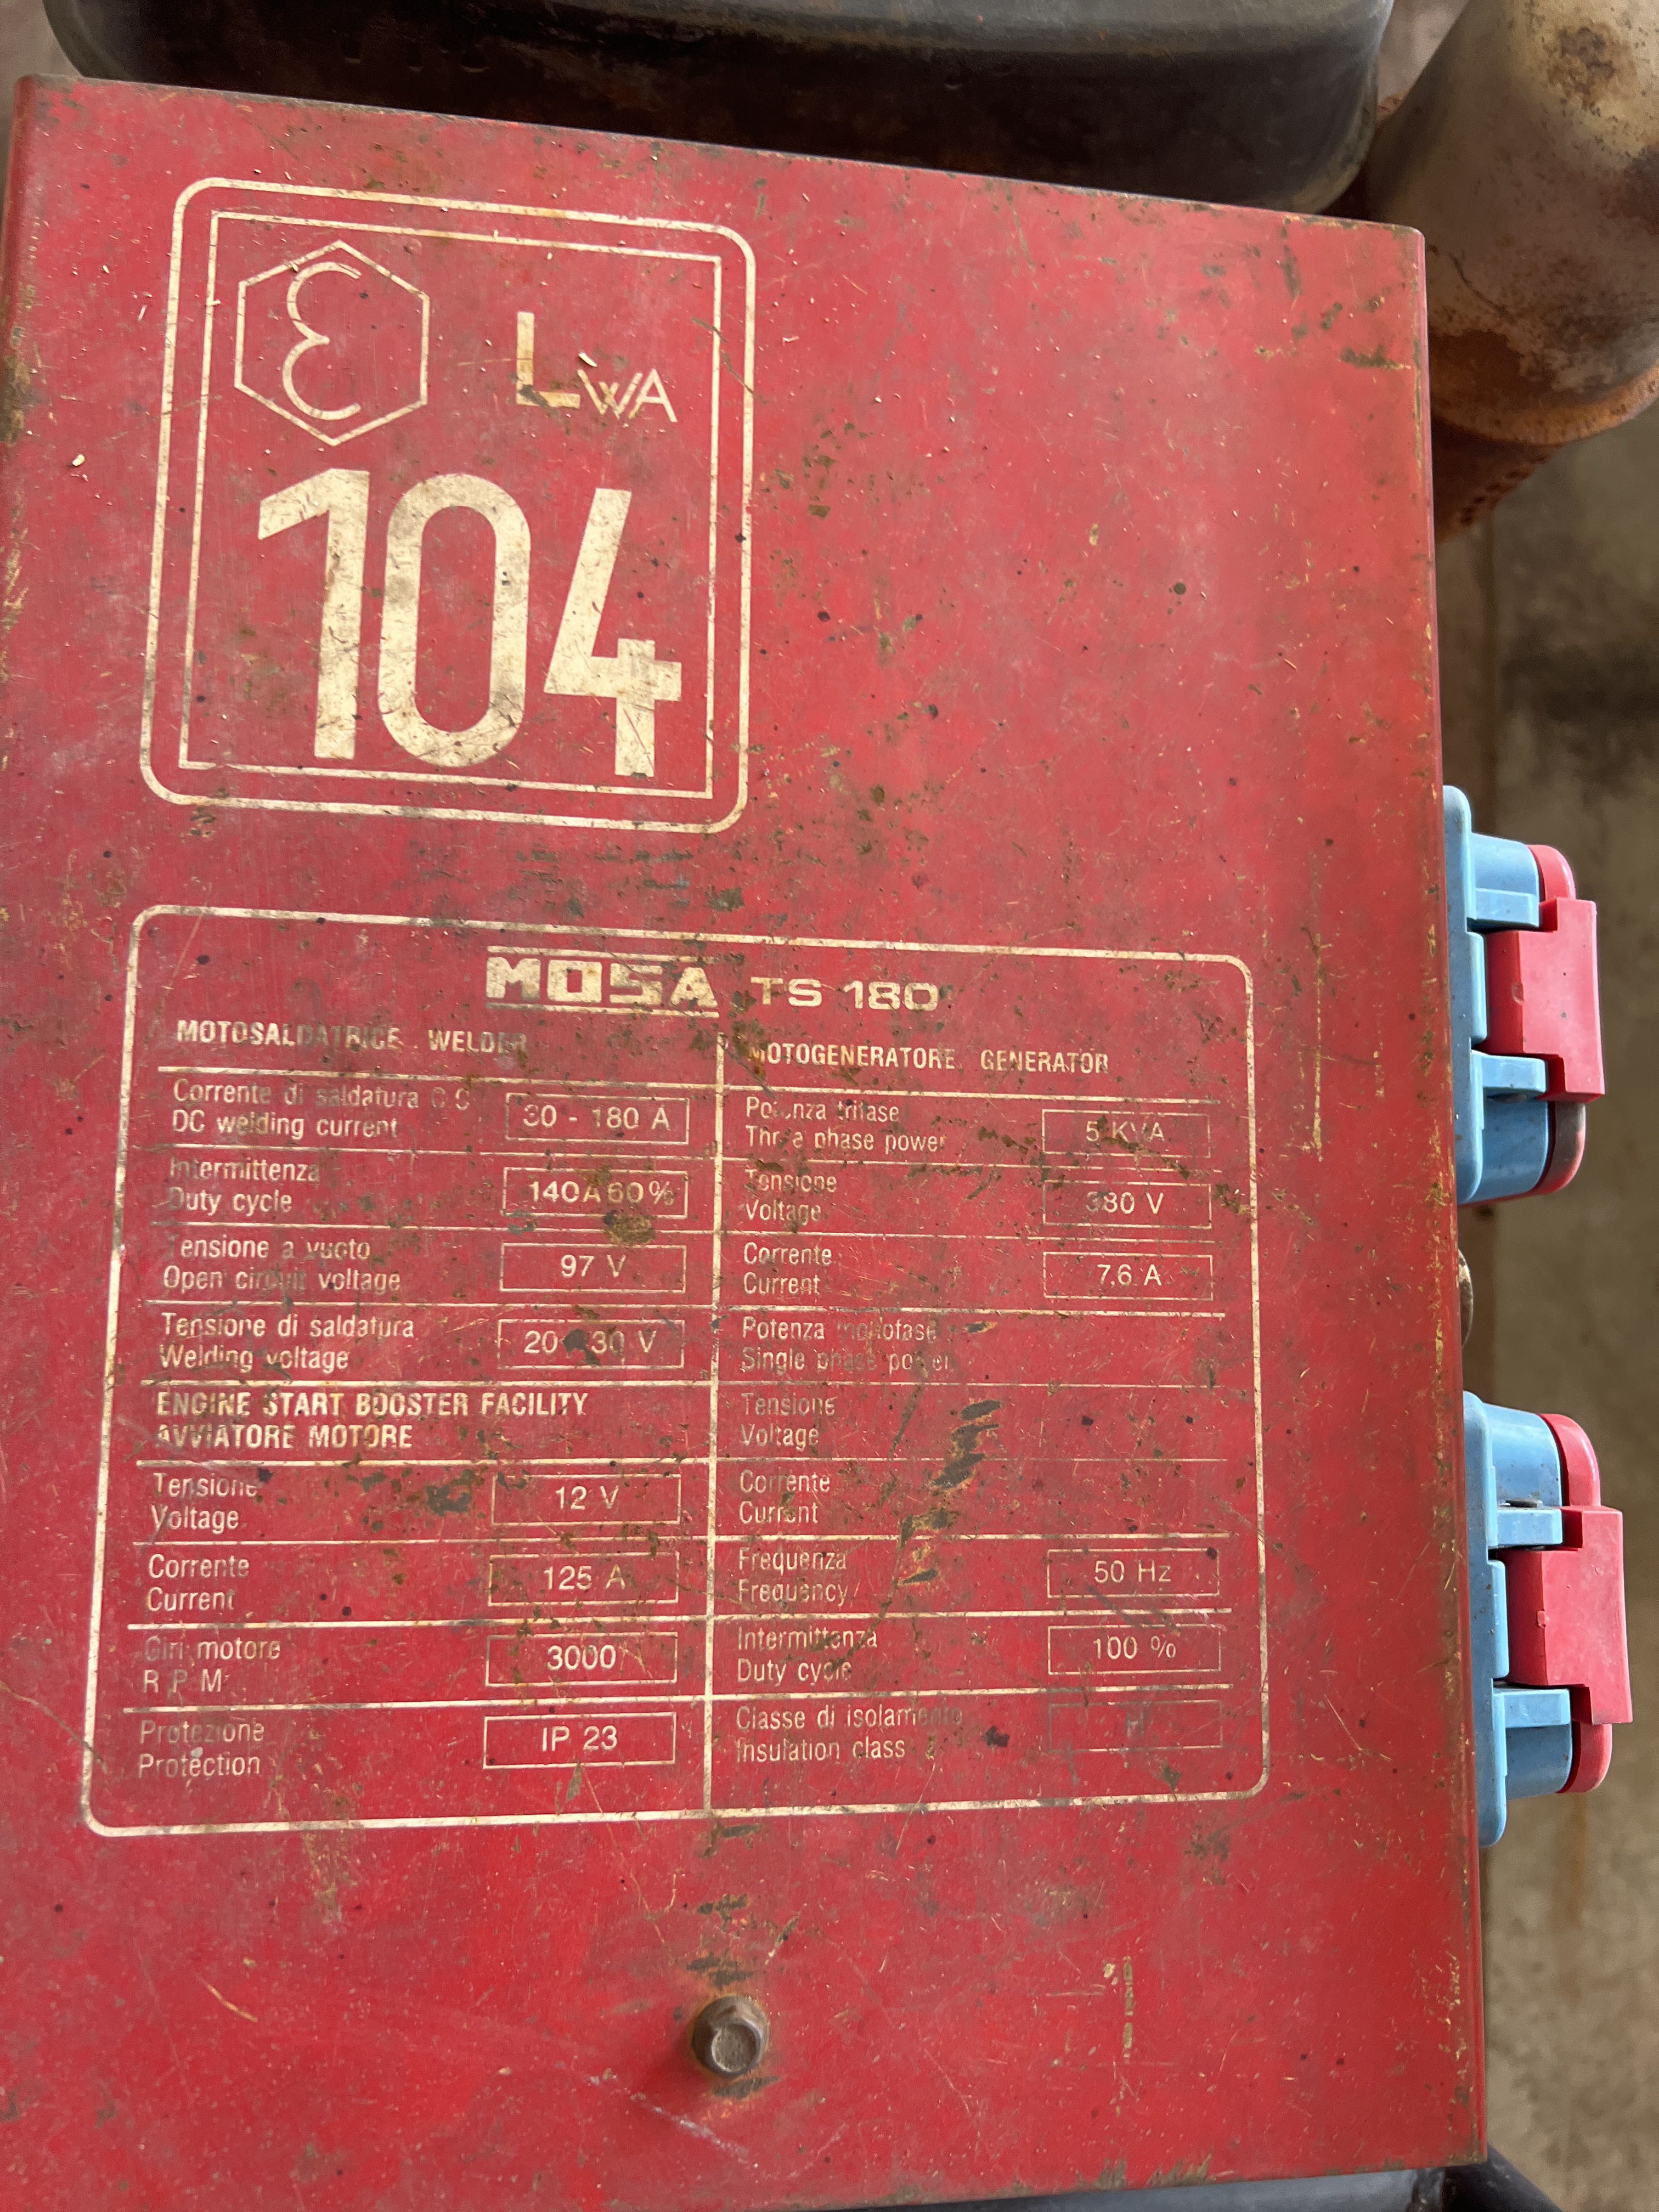 Ɛ LWA
104
MOSA TS 180
MOTOSALDATRICE . WELDER
Corrente di saldatura C C
DC welding current
30 - 180 A
Intermittenza
Duty cycle
140A 60%
Tensione a vuoto
Open circuit voltage
97 V
Tensione di saldatura
Welding voltage
20 30 V
ENGINE START BOOSTER FACILITY
AVVIATORE MOTORE
Tensione
Voltage
12 V
Corrente
Current
125 A
Giri motore
R P M
3000
Protezione
Protection
IP 23
MOTOGENERATORE. GENERATOR
Potenza trifase
Three phase power
5 KVA
Tensione
Voltage
380 V
Corrente
Current
7.6 A
Potenza monofase
Single phase power
Tensione
Voltage
Corrente
Current
Frequenza
Frequency
50 Hz
Intermittenza
Duty cycle
100 %
Classe di isolamento
Insulation class
H